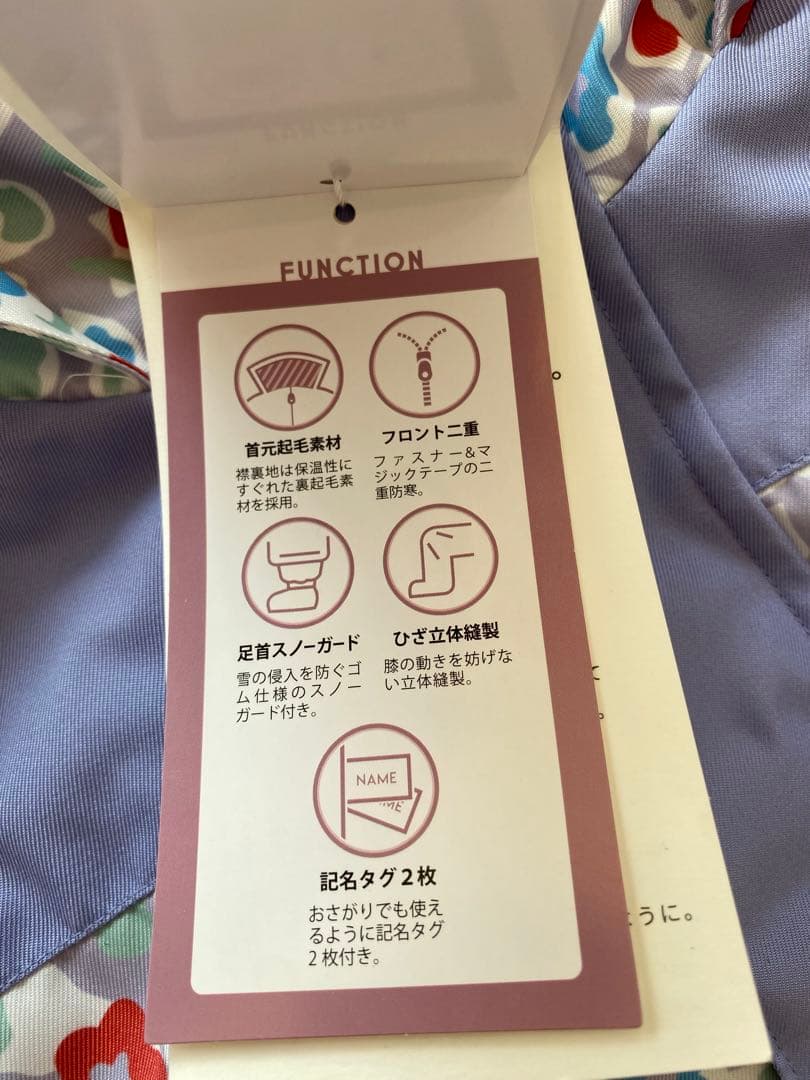 FUNCTION
首元起毛素材
襟裏地は保温性に
すぐれた裏起毛素
材を採用。
フロント二重
ファスナー&マ
ジックテープの二
重防寒。
足首スノーガード
雪の侵入を防ぐゴ
ム仕様のスノー
ガード付き。
ひざ立体縫製
膝の動きを妨げな
い立体縫製。
NAME
記名タグ2枚
おさがりでも使え
るように記名タグ
2枚付き。
。
て
。
ように。